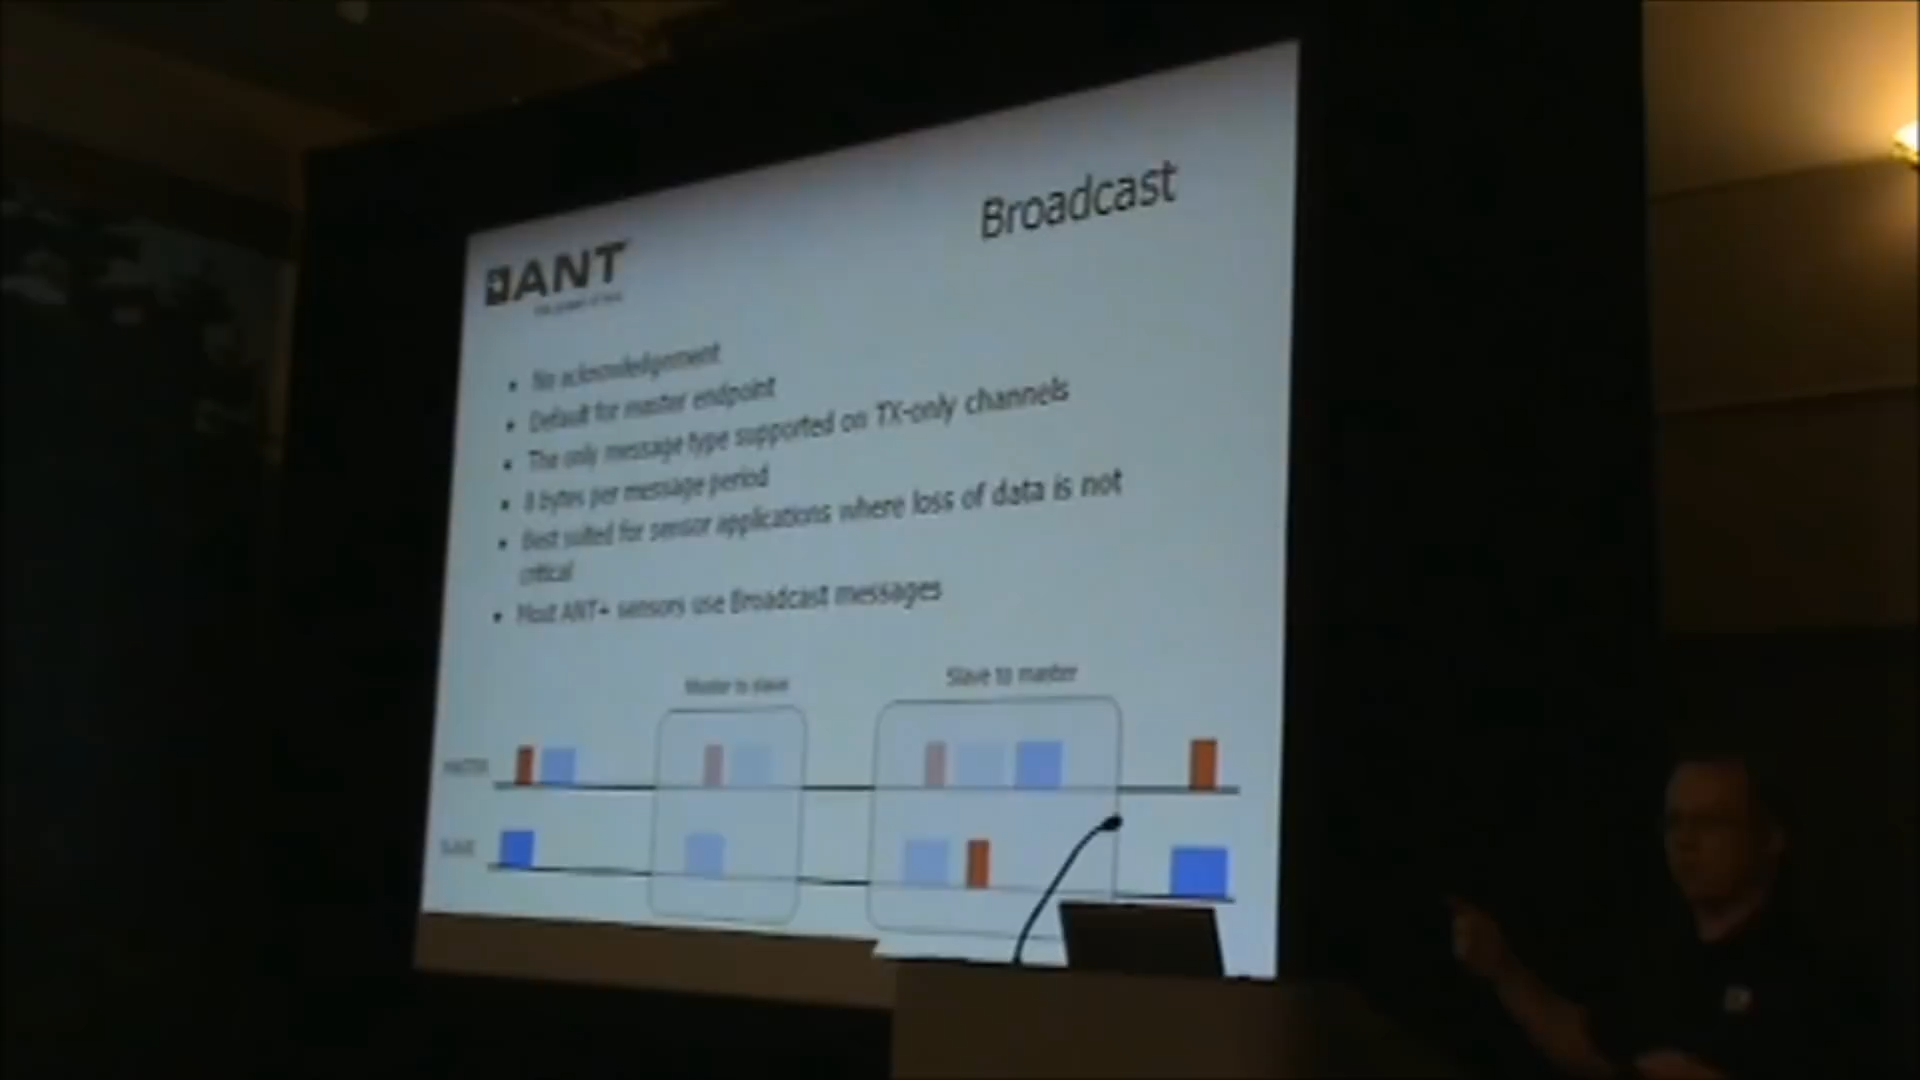 Broadcast
ANT
No acknowledgement
Default for master endpoint
The only message type supported on TX-only channels
8 bytes per message period
Best suited for sensor applications where loss of data is not
critical
Most ANT+ sensors use Broadcast messages
Master to slave
Slave to master
MASTER
SLAVE